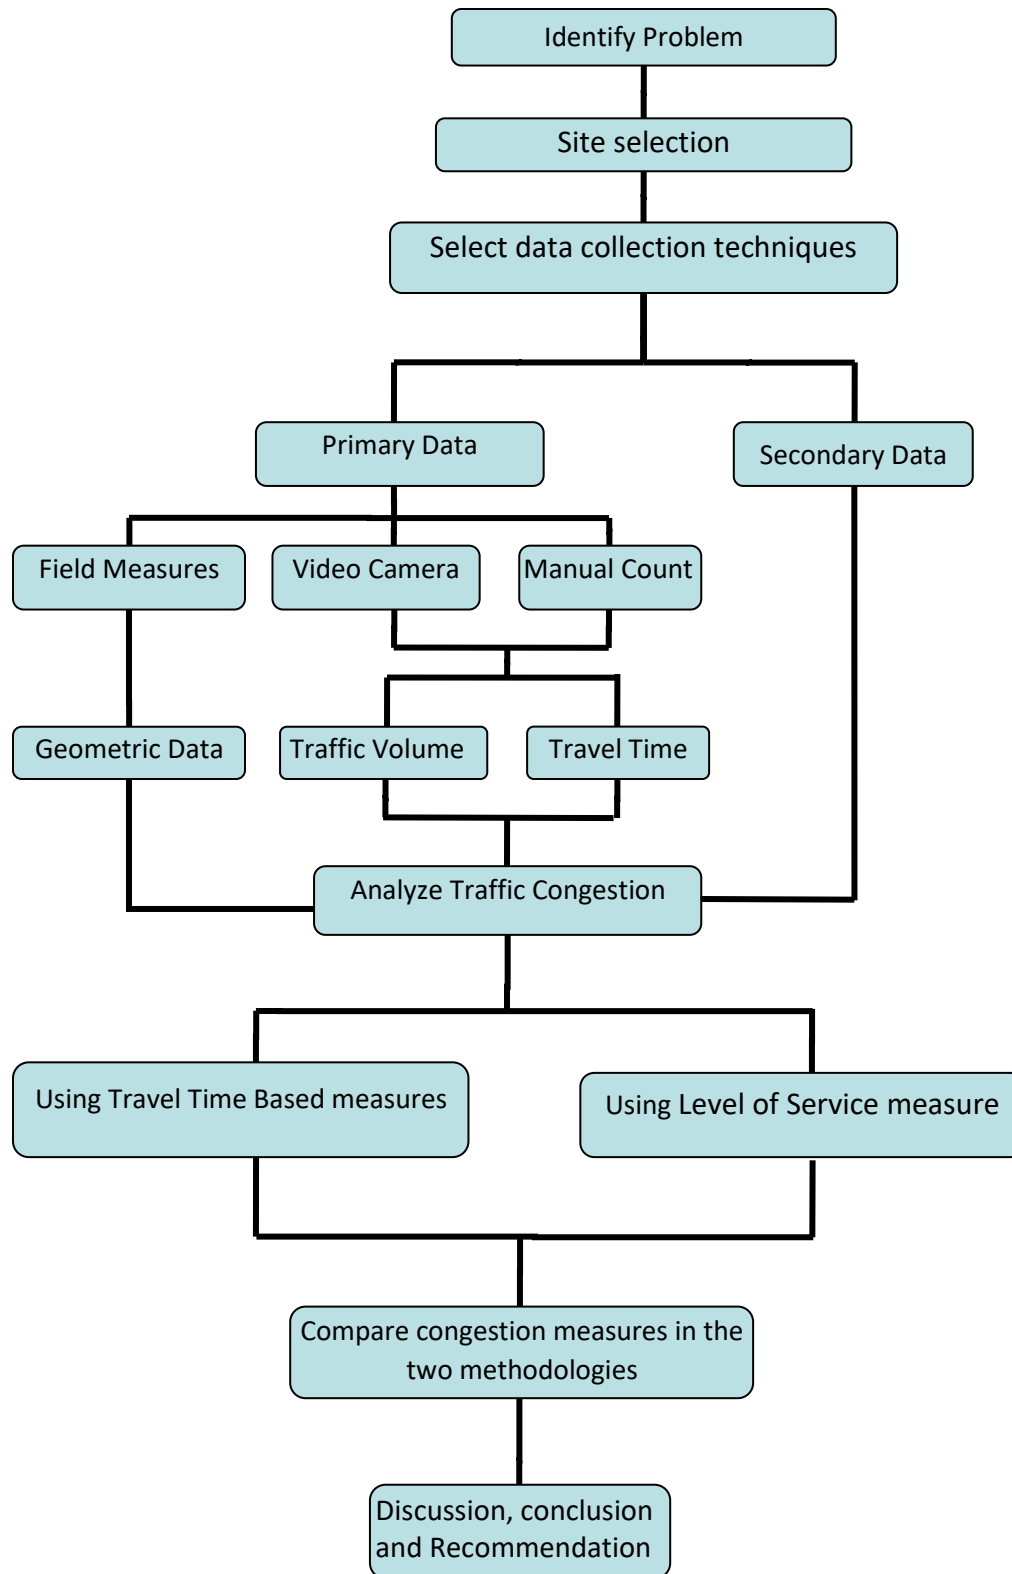 Identify Problem
Site selection
Select data collection techniques
Primary Data
Secondary Data
Field Measures
Video Camera
Manual Count
Geometric Data
Traffic Volume
Travel Time
Analyze Traffic Congestion
Using Travel Time Based measures
Using Level of Service measure
Compare congestion measures in the
two methodologies
Discussion, conclusion
and Recommendation